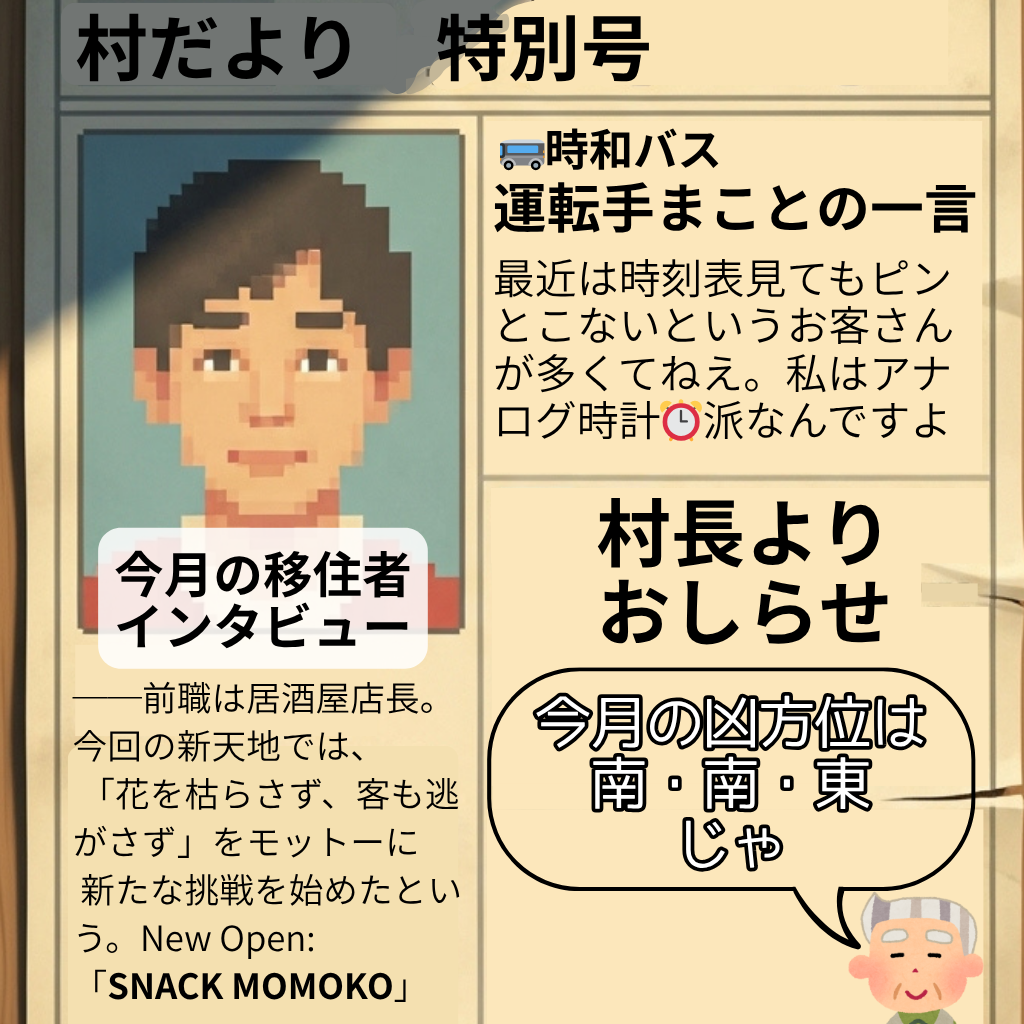 村だより　特別号
時和バス
運転手まことの一言
最近は時刻表見てもピン
とこないというお客さん
が多くてねえ。私はアナ
ログ時計⏰派なんですよ
今月の移住者
インタビュー
──前職は居酒屋店長。
今回の新天地では、
「花を枯らさず、客も逃
がさず」をモットーに
新たな挑戦を始めたとい
う。New Open:
「SNACK MOMOKO」
村長より
おしらせ
今月の凶方位は
南・南・東
じゃ